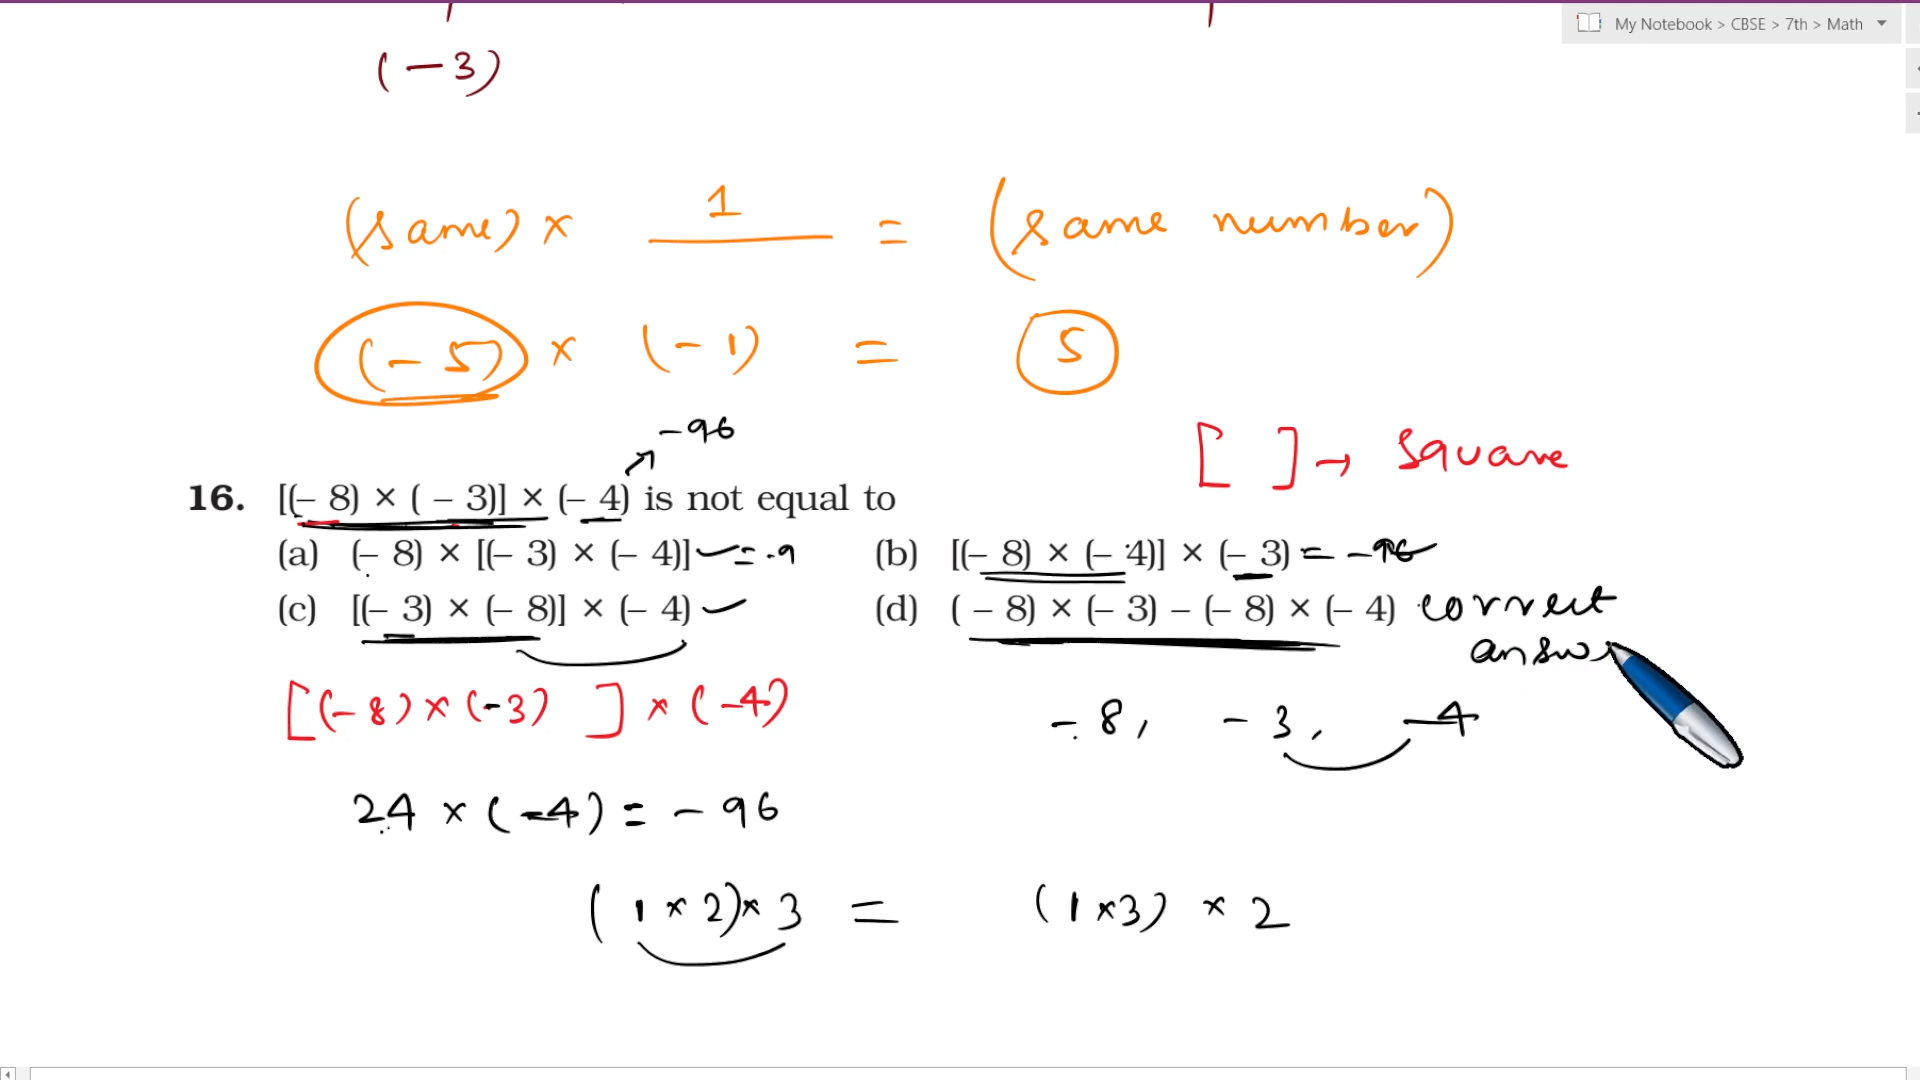 My Notebook > CBSE > 7th > Math
(-3)
(same) × 1 = (same number)
(-5) × (-1) = 5
-96
[ ] → square
16. [(– 8) × ( – 3)] × (– 4) is not equal to
(a) (– 8) × [(– 3) × (– 4)] = -9
(b) [(– 8) × (– 4)] × (– 3) = -96
(c) [(– 3) × (– 8)] × (– 4)
(d) ( – 8) × (– 3) – (– 8) × (– 4) correct
answ
[(-8) × (-3) ] × (-4)
-8, -3, -4
24 × (-4) = -96
(1 × 2) × 3 = (1×3) × 2